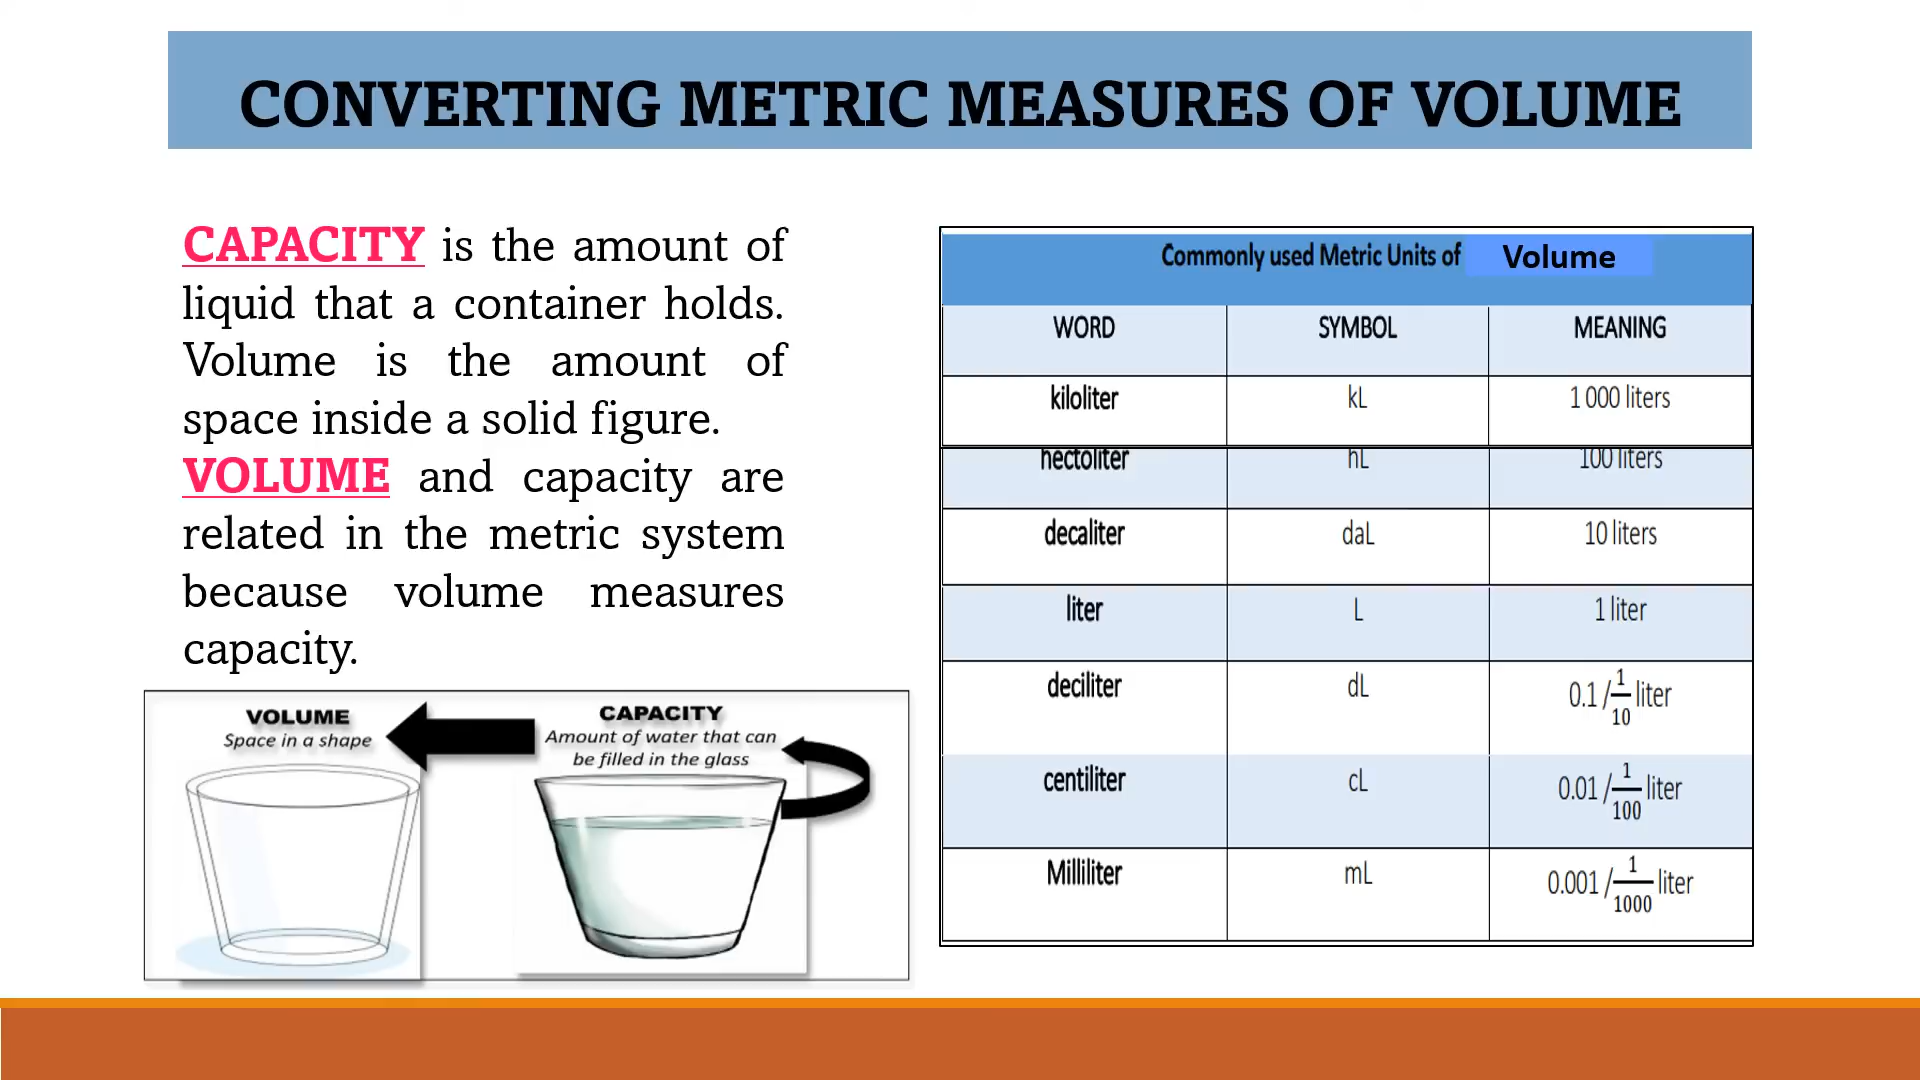 CONVERTING METRIC MEASURES OF VOLUME
CAPACITY is the amount of
liquid that a container holds.
Volume is the amount of
space inside a solid figure.
VOLUME and capacity are
related in the metric system
because volume measures
capacity.
VOLUME
Space in a shape
CAPACITY
Amount of water that can
be filled in the glass
Commonly used Metric Units of Volume
WORD SYMBOL MEANING
kiloliter kL 1 000 liters
hectoliter hL 100 liters
decaliter daL 10 liters
liter L 1 liter
deciliter dL 0.1 / 1/10 liter
centiliter cL 0.01 / 1/100 liter
Milliliter mL 0.001 / 1/1000 liter